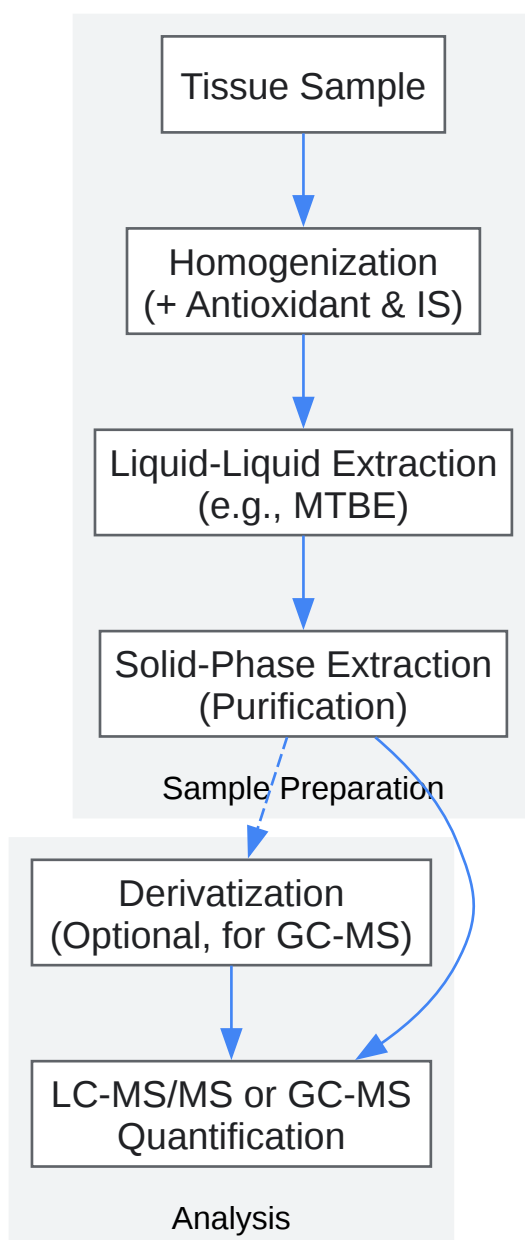 Tissue Sample
Homogenization
(+ Antioxidant & IS)
Liquid-Liquid Extraction
(e.g., MTBE)
Solid-Phase Extraction
(Purification)
Sample Preparation
Derivatization
(Optional, for GC-MS)
LC-MS/MS or GC-MS
Quantification
Analysis